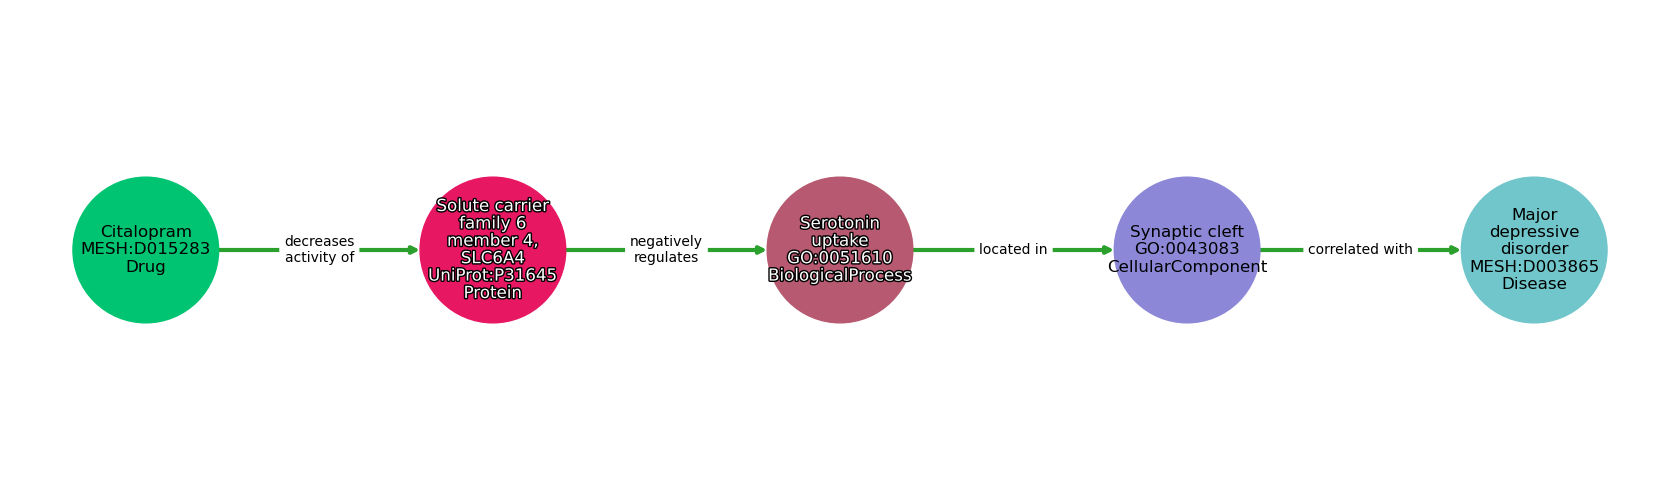 Citalopram
MESH:D015283
Drug
decreases
activity of
Solute carrier
family 6
member 4,
SLC6A4
UniProt:P31645
Protein
negatively
regulates
Serotonin
uptake
GO:0051610
BiologicalProcess
located in
Synaptic cleft
GO:0043083
CellularComponent
correlated with
Major
depressive
disorder
MESH:D003865
Disease